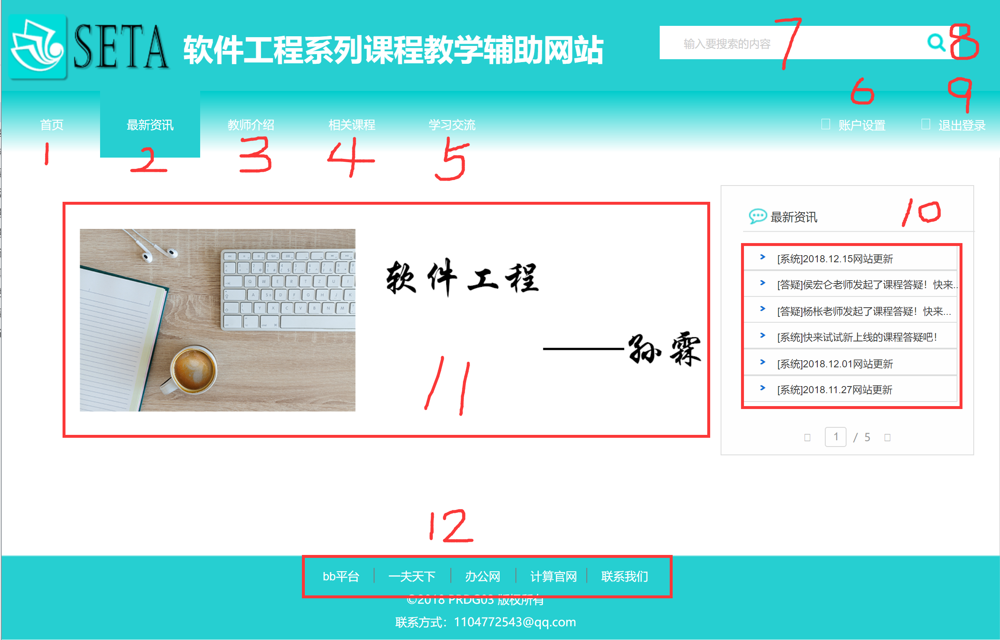 SETA
软件工程系列课程教学辅助网站
输入要搜索的内容
7
8
6
9
首页
最新资讯
教师介绍
相关课程
学习交流
账户设置
退出登录
1
2
3
4
5
最新资讯
10
[系统]2018.12.15网站更新
[答疑]侯宏仑老师发起了课程答疑！快来...
[答疑]杨枨老师发起了课程答疑！快来...
[系统]快来试试新上线的课程答疑吧！
[系统]2018.12.01网站更新
[系统]2018.11.27网站更新
1 / 5
软件工程
——孙霖
11
12
bb平台
一夫天下
办公网
计算官网
联系我们
©2018 PRDG03 版权所有
联系方式：1104772543@qq.com